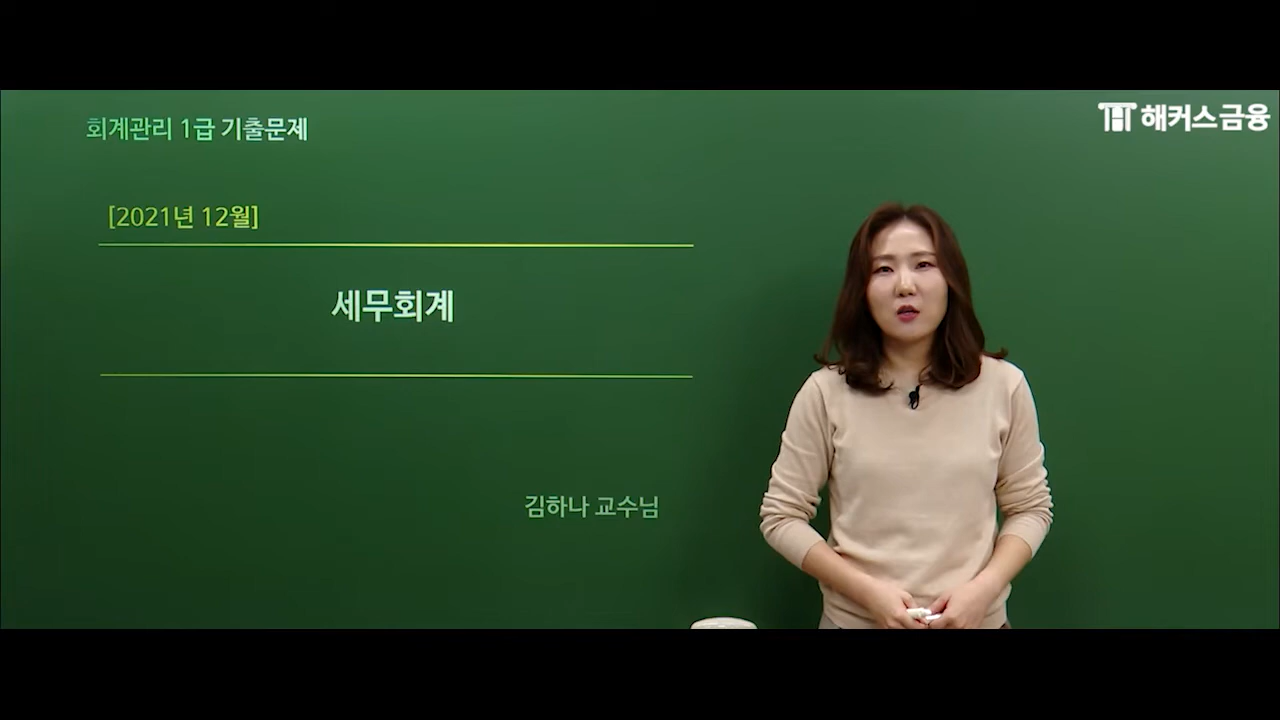 회계관리 1급 기출문제
해커스금융
[2021년 12월]
세무회계
김하나 교수님